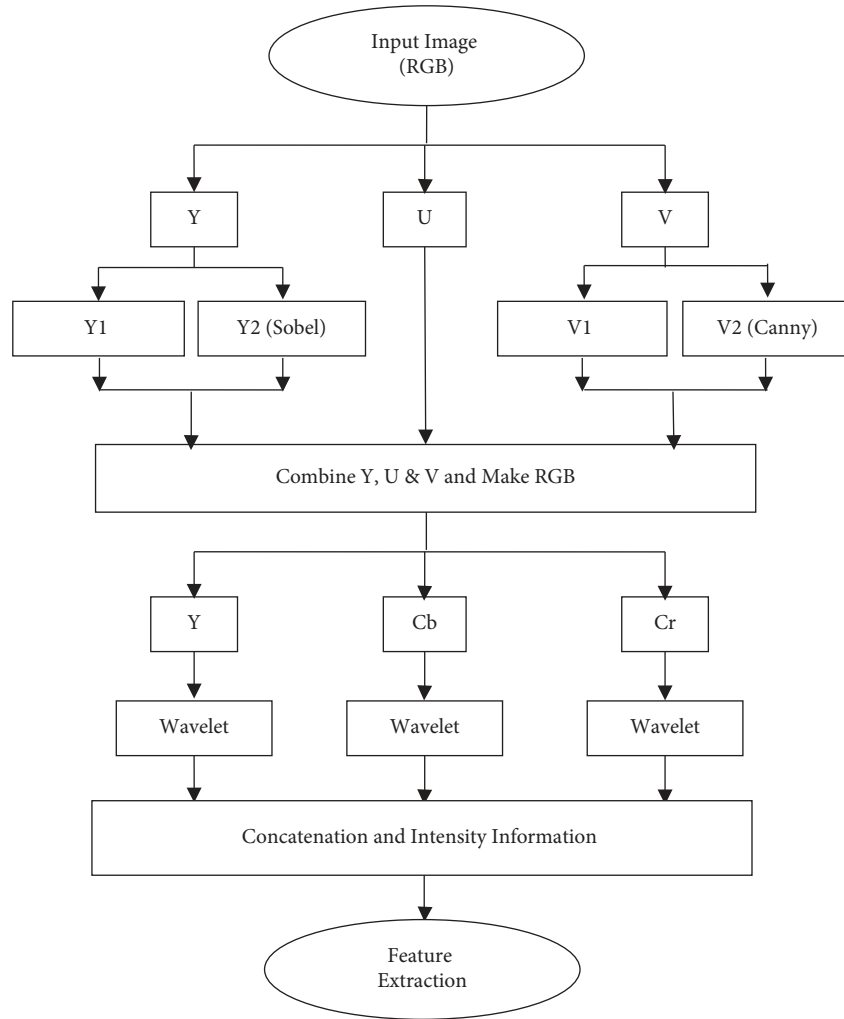 Input Image
(RGB)
Y
U
V
Y1
Y2 (Sobel)
V1
V2 (Canny)
Combine Y, U & V and Make RGB
Y
Cb
Cr
Wavelet
Wavelet
Wavelet
Concatenation and Intensity Information
Feature
Extraction